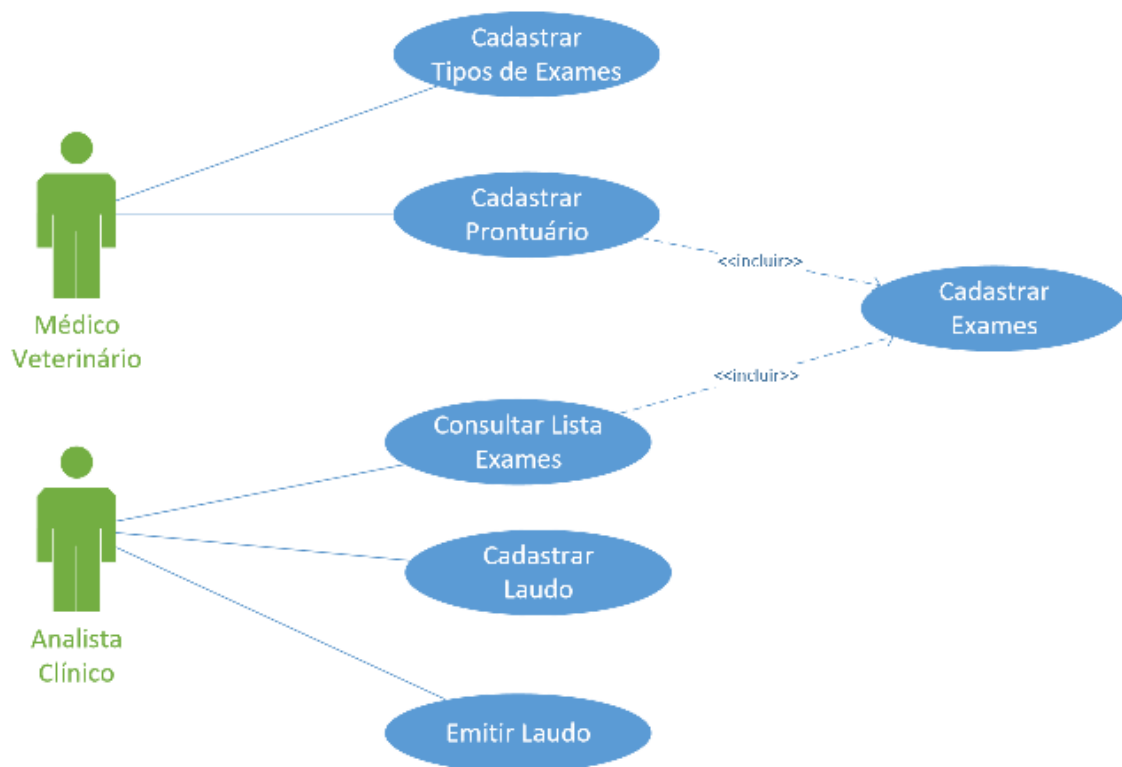 Cadastrar
Tipos de Exames
Cadastrar
Prontuário
<<incluir>>
Cadastrar
Exames
Médico
Veterinário
<<incluir>>
Consultar Lista
Exames
Cadastrar
Laudo
Analista
Clínico
Emitir Laudo